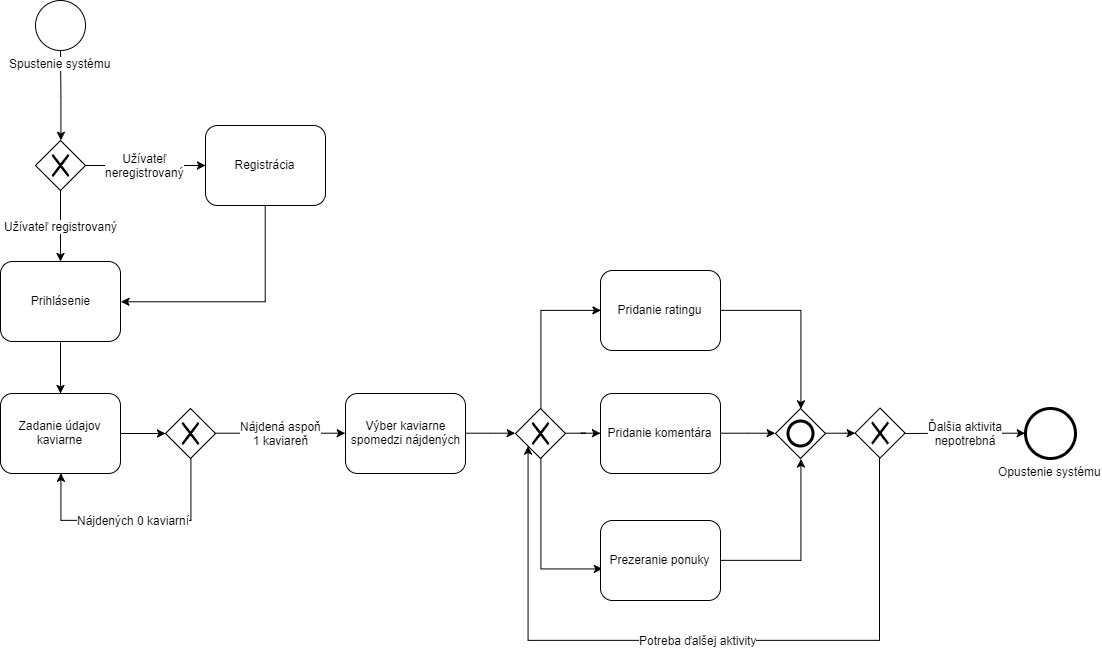 Spustenie systému
Užívateľ
neregistrovaný
Registrácia
Užívateľ registrovaný
Prihlásenie
Zadanie údajov
kaviarne
Nájdených 0 kaviarní
Nájdená aspoň
1 kaviareň
Výber kaviarne
spomedzi nájdených
Pridanie ratingu
Pridanie komentára
Prezeranie ponuky
Potreba ďalšej aktivity
Ďalšia aktivita
nepotrebná
Opustenie systému